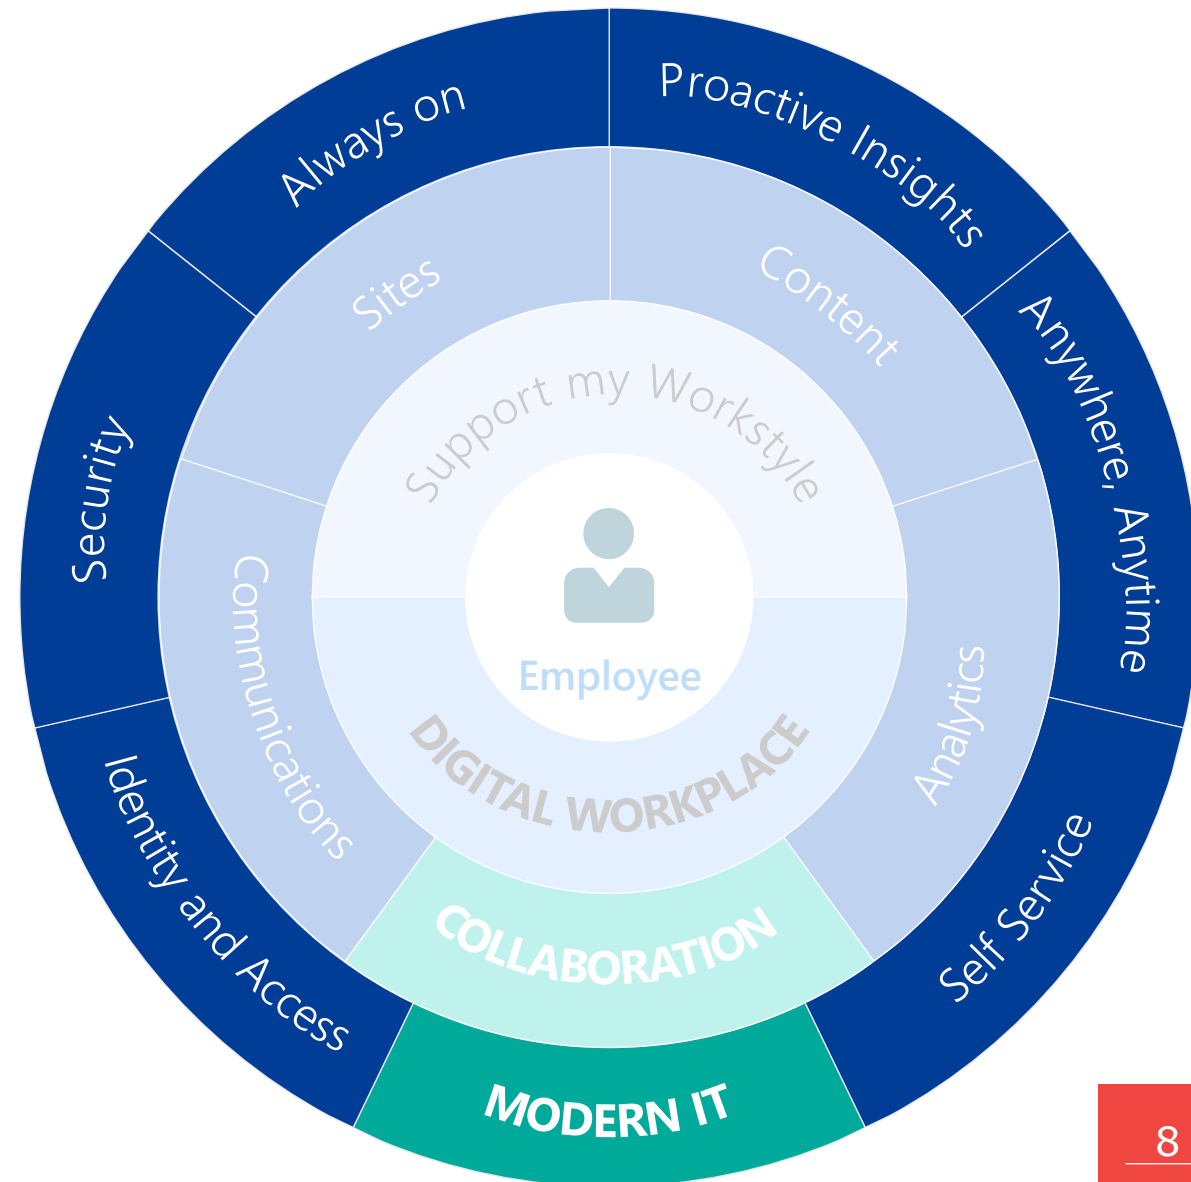 Always on
Proactive Insights
Anywhere, Anytime
Self Service
MODERN IT
Identity and Access
Security
Sites
Content
Analytics
COLLABORATION
Communications
Support my Workstyle
DIGITAL WORKPLACE
Employee
8